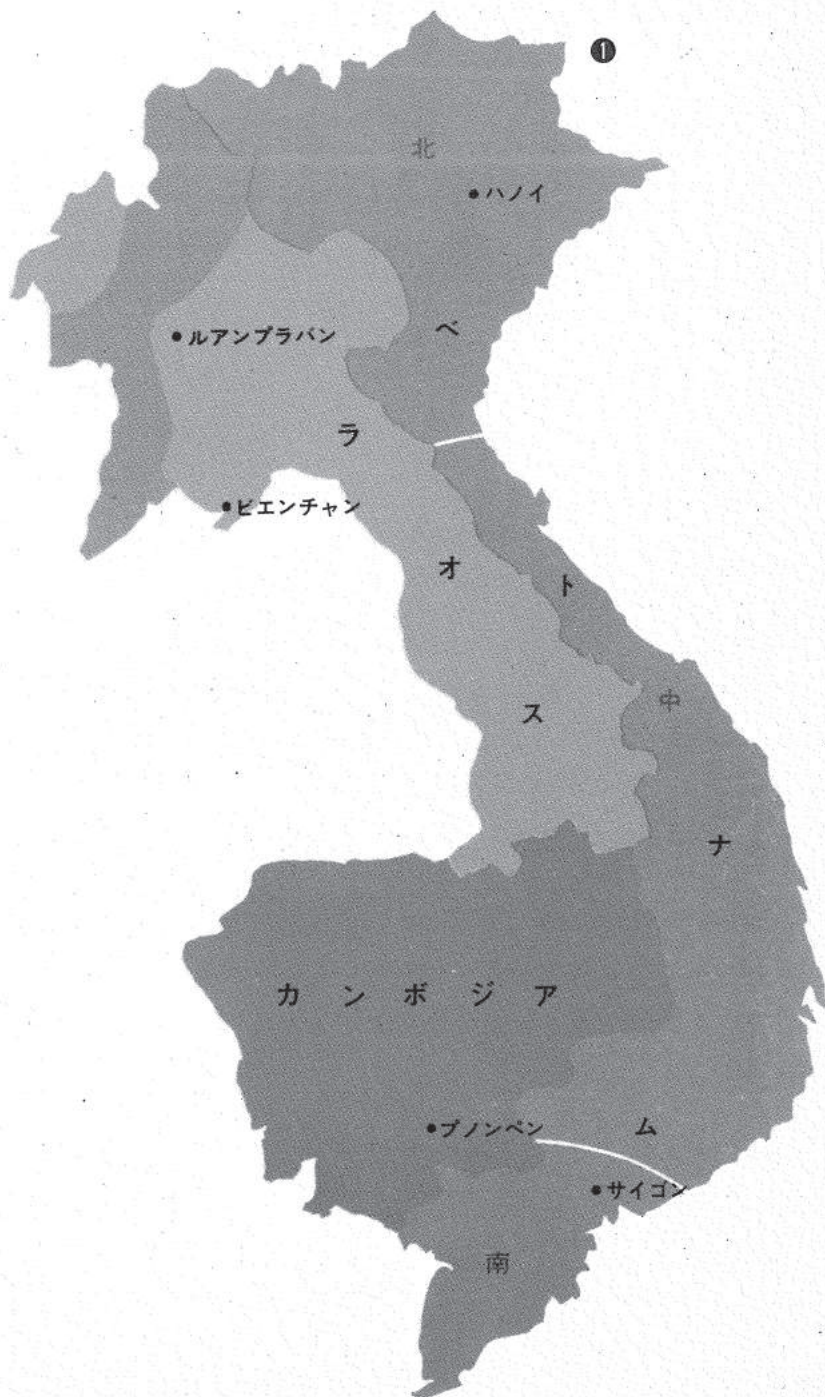 ❶
北
ハノイ
ベトナム
ルアンプラバン
ラオス
ビエンチャン
中
カンボジア
プノンペン
サイゴン
南